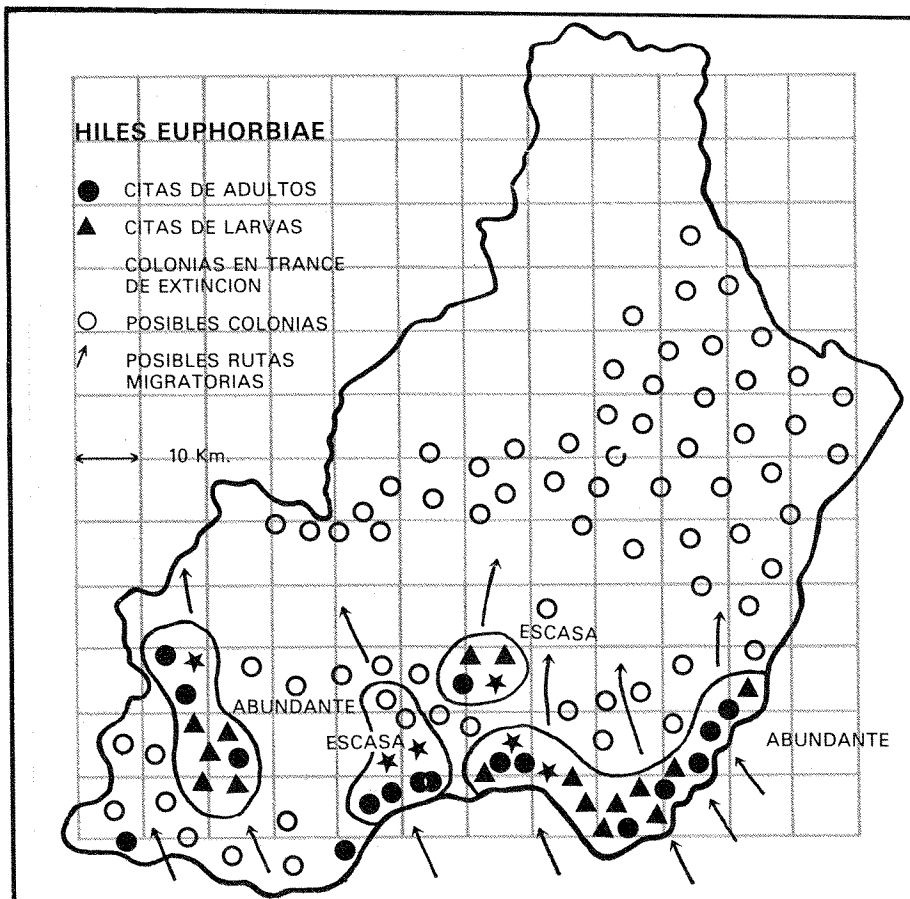 HILES EUPHORBIAE
CITAS DE ADULTOS
CITAS DE LARVAS
COLONIAS EN TRANCE
DE EXTINCION
POSIBLES COLONIAS
POSIBLES RUTAS
MIGRATORIAS
10 Km.
ESCASA
ABUNDANTE
ESCASA
ABUNDANTE